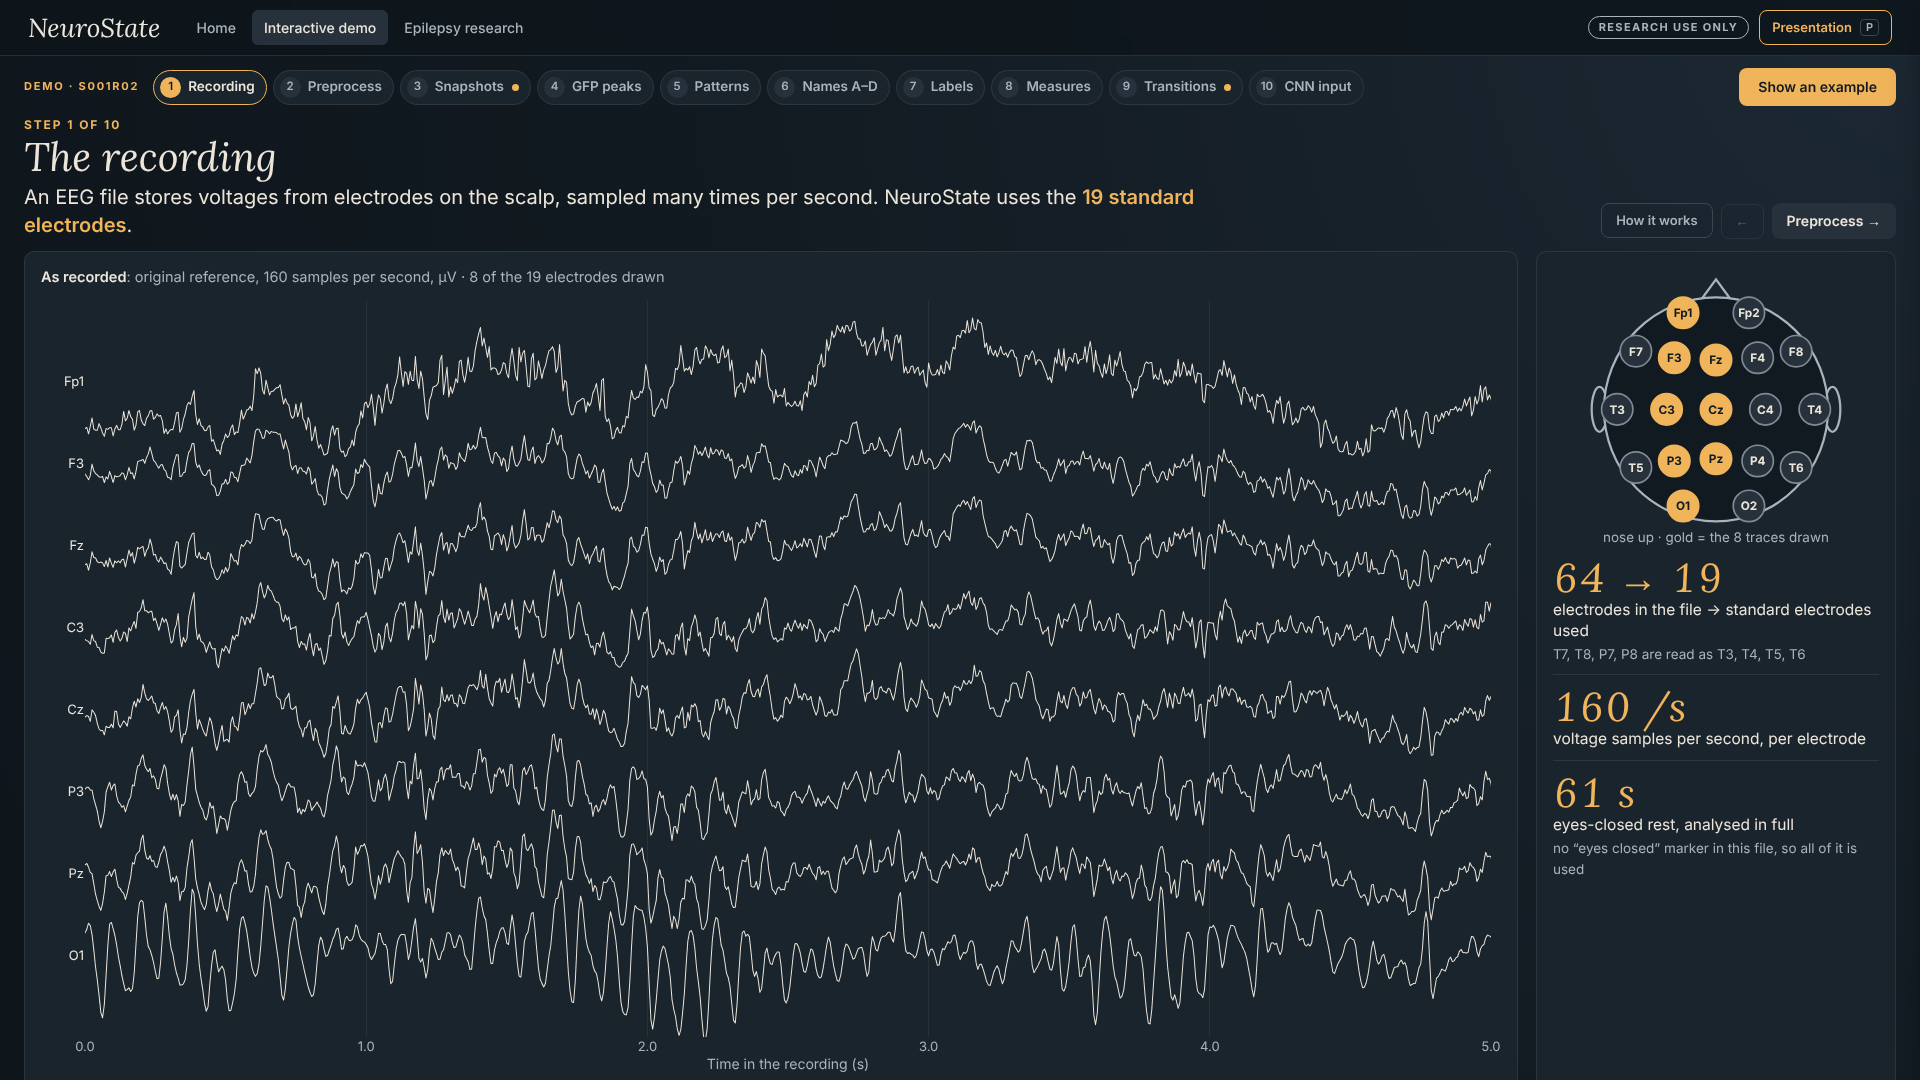 NeuroState Home Interactive demo Epilepsy research RESEARCH USE ONLY Presentation P
DEMO · S001R02 1 Recording 2 Preprocess 3 Snapshots 4 GFP peaks 5 Patterns 6 Names A–D 7 Labels 8 Measures 9 Transitions 10 CNN input Show an example
STEP 1 OF 10
The recording
An EEG file stores voltages from electrodes on the scalp, sampled many times per second. NeuroState uses the 19 standard
electrodes.
How it works ← Preprocess →
As recorded: original reference, 160 samples per second, µV · 8 of the 19 electrodes drawn
Fp1
F3
Fz
C3
Cz
P3
Pz
O1
0.0 1.0 2.0 3.0 4.0 5.0
Time in the recording (s)
Fp1 Fp2
F7 F3 Fz F4 F8
T3 C3 Cz C4 T4
T5 P3 Pz P4 T6
O1 O2
nose up · gold = the 8 traces drawn
64 → 19
electrodes in the file → standard electrodes
used
T7, T8, P7, P8 are read as T3, T4, T5, T6
160 /s
voltage samples per second, per electrode
61 s
eyes-closed rest, analysed in full
no “eyes closed” marker in this file, so all of it is
used